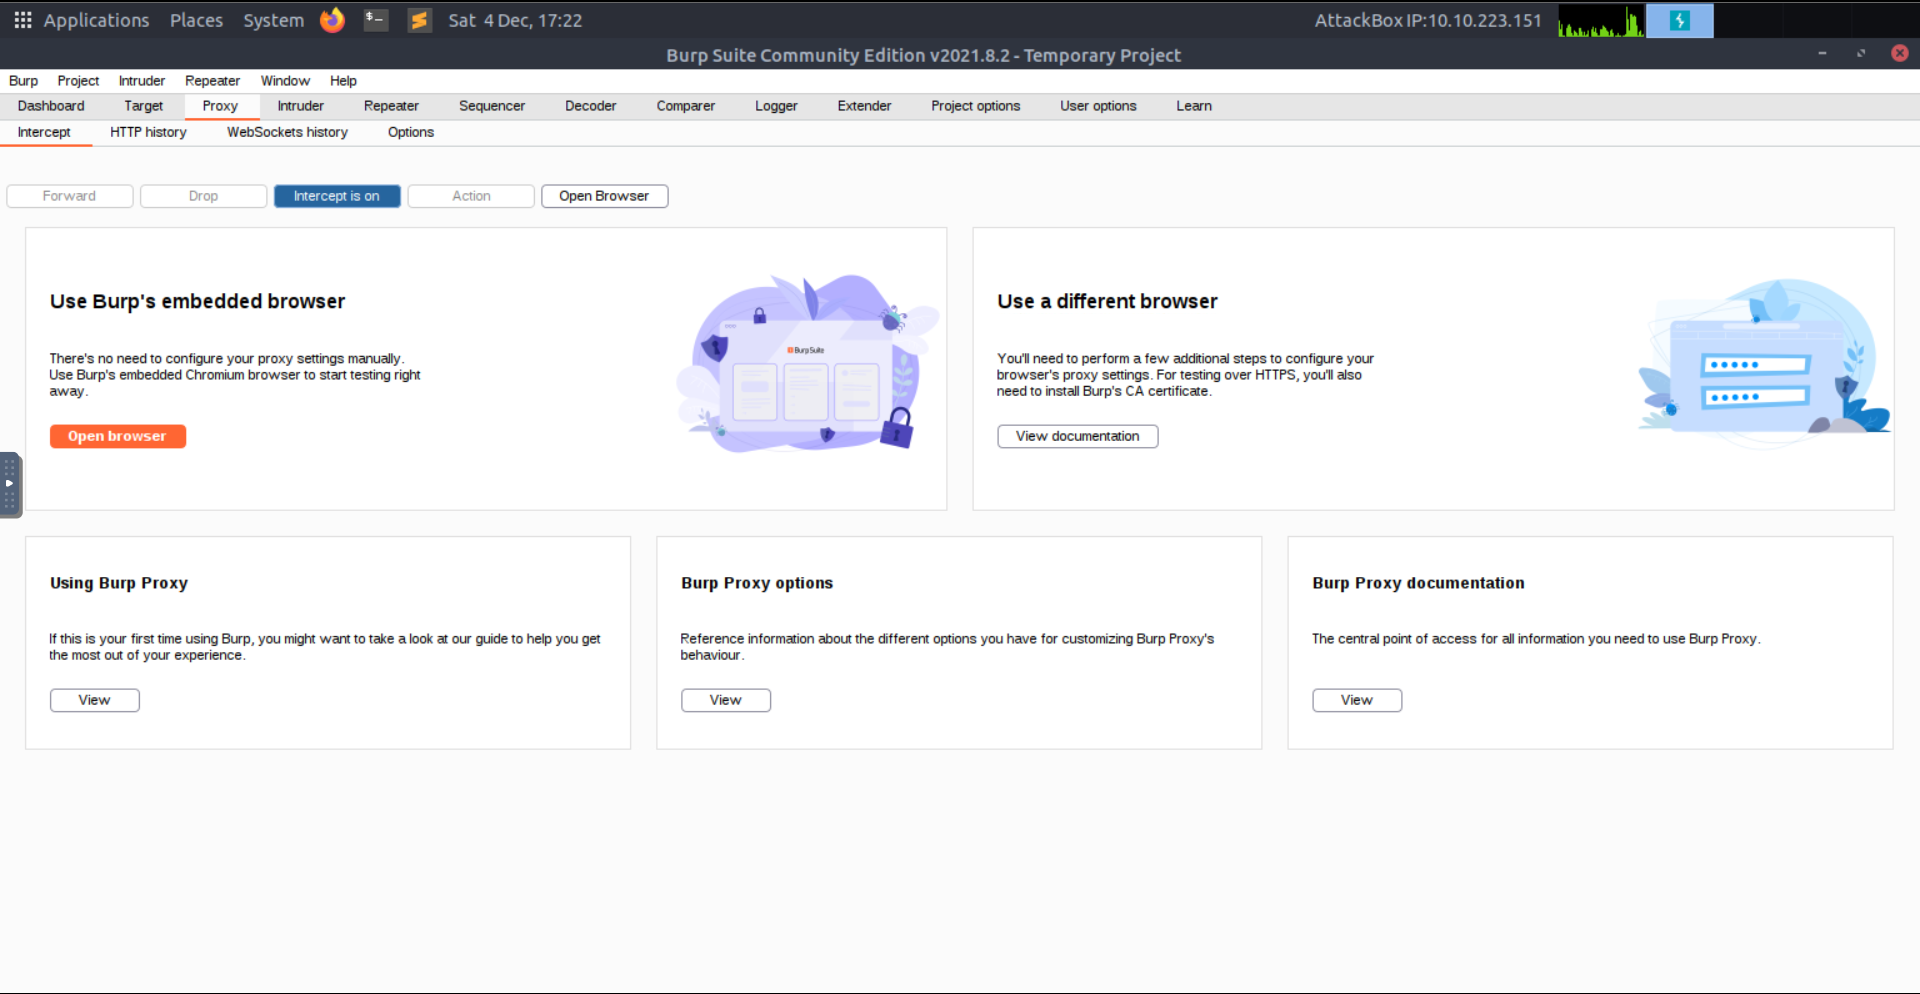 Applications Places System $_ Sat 4 Dec, 17:22 AttackBox IP:10.10.223.151
Burp Suite Community Edition v2021.8.2 - Temporary Project
Burp Project Intruder Repeater Window Help
Dashboard Target Proxy Intruder Repeater Sequencer Decoder Comparer Logger Extender Project options User options Learn
Intercept HTTP history WebSockets history Options
Forward Drop Intercept is on Action Open Browser
Use Burp's embedded browser
There's no need to configure your proxy settings manually.
Use Burp's embedded Chromium browser to start testing right
away.
Open browser
Burp Suite
Use a different browser
You'll need to perform a few additional steps to configure your
browser's proxy settings. For testing over HTTPS, you'll also
need to install Burp's CA certificate.
View documentation
Using Burp Proxy
If this is your first time using Burp, you might want to take a look at our guide to help you get
the most out of your experience.
View
Burp Proxy options
Reference information about the different options you have for customizing Burp Proxy's
behaviour.
View
Burp Proxy documentation
The central point of access for all information you need to use Burp Proxy.
View